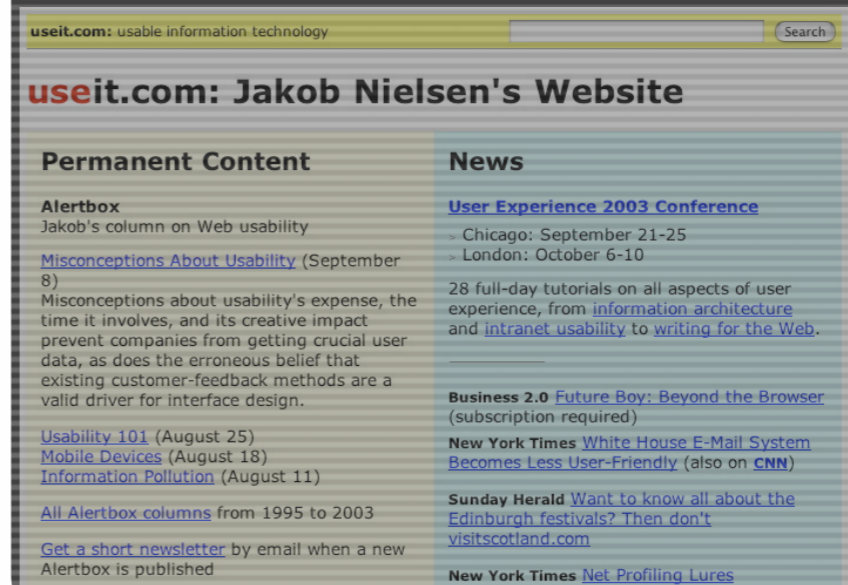 useit.com: usable information technology
Search
useit.com: Jakob Nielsen's Website
Permanent Content
Alertbox
Jakob's column on Web usability
Misconceptions About Usability (September
8)
Misconceptions about usability's expense, the
time it involves, and its creative impact
prevent companies from getting crucial user
data, as does the erroneous belief that
existing customer-feedback methods are a
valid driver for interface design.
Usability 101 (August 25)
Mobile Devices (August 18)
Information Pollution (August 11)
All Alertbox columns from 1995 to 2003
Get a short newsletter by email when a new
Alertbox is published
News
User Experience 2003 Conference
> Chicago: September 21-25
> London: October 6-10
28 full-day tutorials on all aspects of user
experience, from information architecture
and intranet usability to writing for the Web.
Business 2.0 Future Boy: Beyond the Browser
(subscription required)
New York Times White House E-Mail System
Becomes Less User-Friendly (also on CNN)
Sunday Herald Want to know all about the
Edinburgh festivals? Then don't
visitscotland.com
New York Times Net Profiling Lures